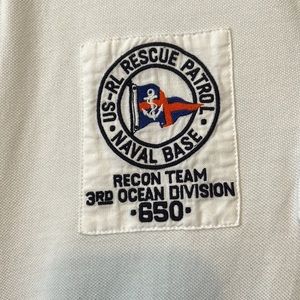 US-RL RESCUE PATROL
• NAVAL BASE •
RECON TEAM
3RD OCEAN DIVISION
•650•